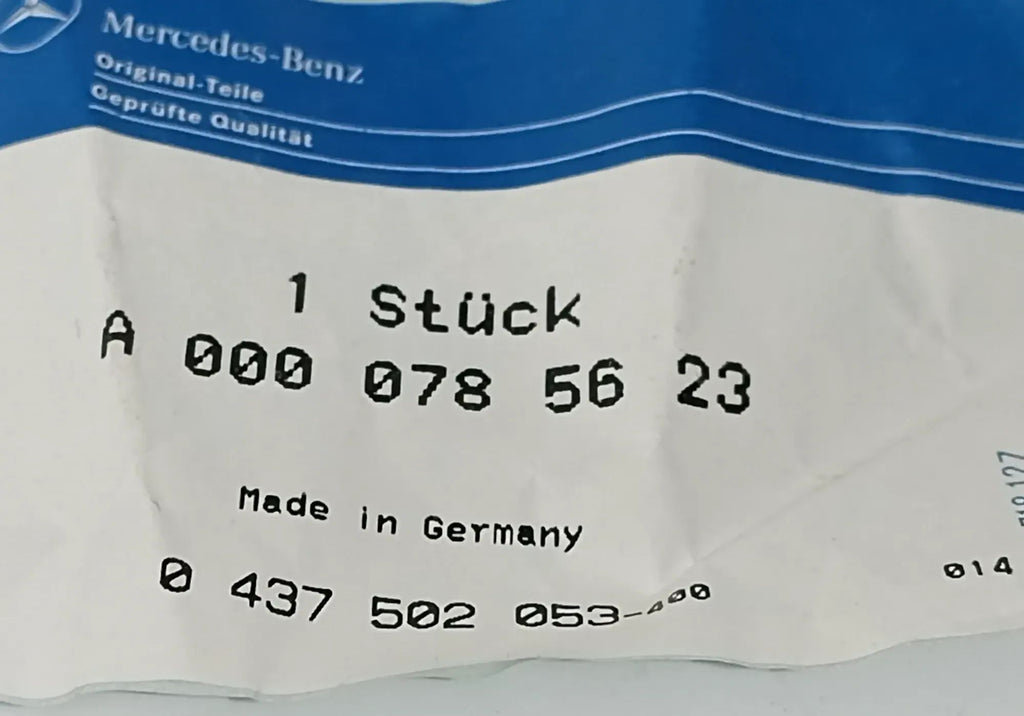 Mercedes-Benz
Original-Teile
Geprüfte Qualität
1 Stück
A 000 078 56 23
Made in Germany
0 437 502 053-400
014